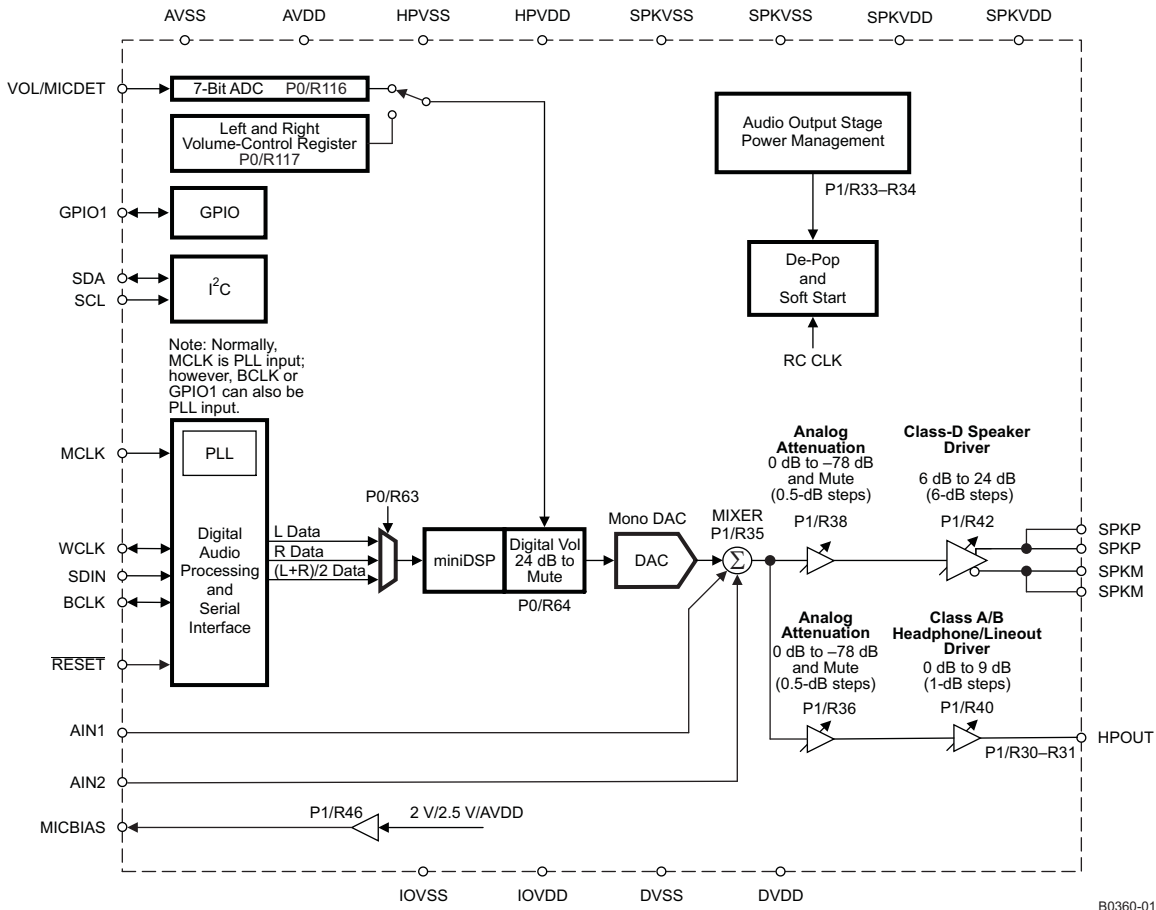 AVSS
AVDD
HPVSS
HPVDD
SPKVSS
SPKVSS
SPKVDD
SPKVDD
VOL/MICDET
7-Bit ADC P0/R116
Left and Right
Volume-Control Register
P0/R117
Audio Output Stage
Power Management
P1/R33–R34
GPIO1
GPIO
De-Pop
and
Soft Start
SDA
SCL
I²C
RC CLK
Note: Normally,
MCLK is PLL input;
however, BCLK or
GPIO1 can also be
PLL input.
MCLK
PLL
WCLK
SDIN
BCLK
RESET
Digital
Audio
Processing
and
Serial
Interface
L Data
R Data
(L+R)/2 Data
P0/R63
miniDSP
Digital Vol
24 dB to
Mute
P0/R64
Mono DAC
DAC
MIXER
P1/R35
Σ
Analog
Attenuation
0 dB to –78 dB
and Mute
(0.5-dB steps)
P1/R38
Class-D Speaker
Driver
6 dB to 24 dB
(6-dB steps)
P1/R42
SPKP
SPKP
SPKM
SPKM
Analog
Attenuation
0 dB to –78 dB
and Mute
(0.5-dB steps)
P1/R36
Class A/B
Headphone/Lineout
Driver
0 dB to 9 dB
(1-dB steps)
P1/R40
P1/R30–R31
HPOUT
AIN1
AIN2
MICBIAS
P1/R46
2 V/2.5 V/AVDD
IOVSS
IOVDD
DVSS
DVDD
B0360-01